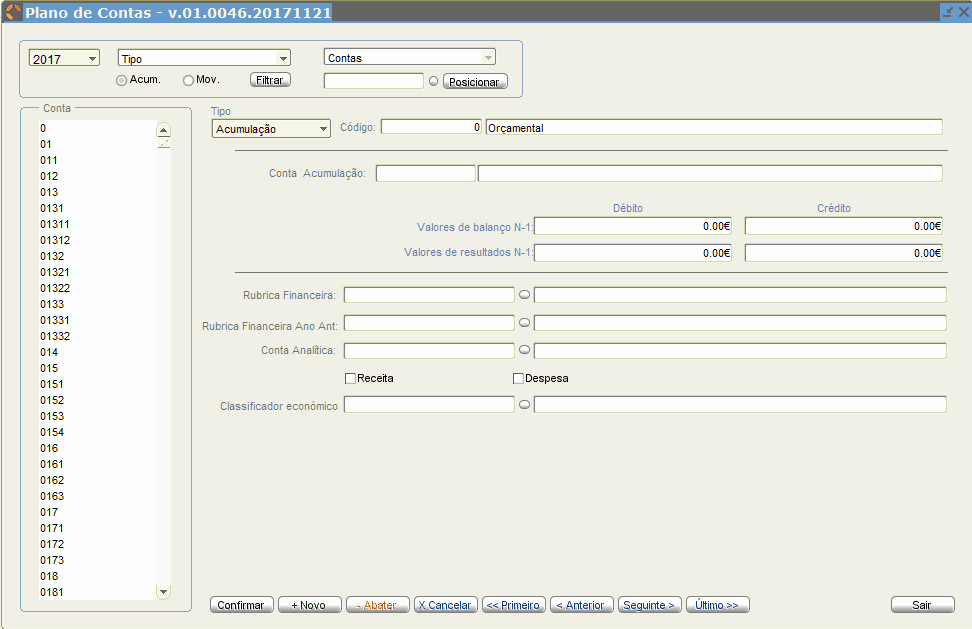 Plano de Contas - v.01.0046.20171121
2017 Tipo Contas
Acum. Mov. Filtrar Posicionar
Conta
0
01
011
012
013
0131
01311
01312
0132
01321
01322
0133
01331
01332
014
015
0151
0152
0153
0154
016
0161
0162
0163
017
0171
0172
0173
018
0181
Tipo
Acumulação Código: 0 Orçamental
Conta Acumulação:
Débito Crédito
Valores de balanço N-1: 0.00€ 0.00€
Valores de resultados N-1: 0.00€ 0.00€
Rubrica Financeira:
Rubrica Financeira Ano Ant:
Conta Analítica:
Receita Despesa
Classificador económico
Confirmar + Novo - Abater X Cancelar << Primeiro < Anterior Seguinte > Último >> Sair